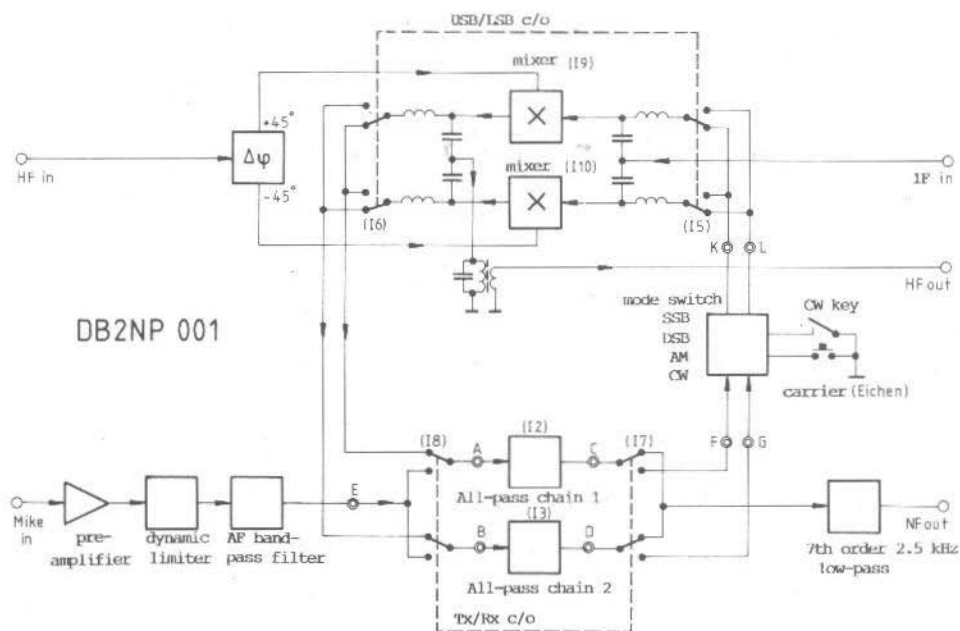 USB/LSB c/o
mixer (I9)
+45°
Δφ
HF in
-45°
mixer (I10)
1F in
(I6)
(I5)
K
L
HF out
mode switch
SSB
DSB
AM
CW
CW key
carrier (Eichen)
DB2NP 001
(I8)
A
(I2)
C
(I7)
F
G
All-pass chain 1
E
(I3)
B
D
Mike in
pre-amplifier
dynamic limiter
AF band-pass filter
All-pass chain 2
NFout
7th order 2.5 kHz
low-pass
Tx/Rx c/o